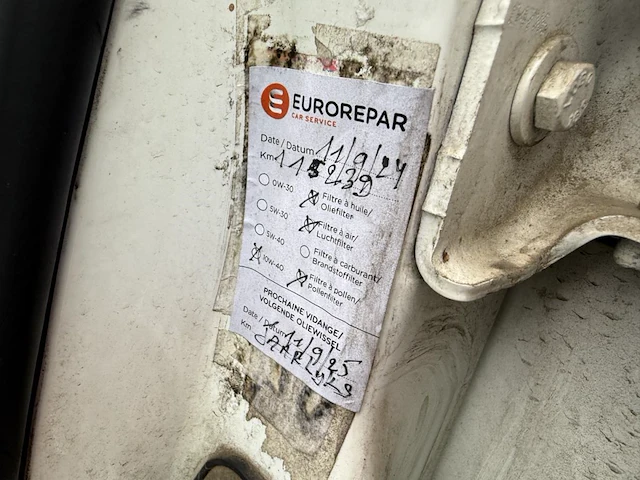 EUROREPAR
CAR SERVICE
Date / Datum 11/9/24
Km
0W-30
Filtre à huile/
Oliefilter
5W-30
Filtre à air/
Luchtfilter
5W-40
Filtre à carburant/
Brandstoffilter
10W-40
Filtre à pollen/
Pollenfilter
PROCHAINE VIDANGE/
VOLGENDE OLIEWISSEL
Date / Datum 11/9/25
Km